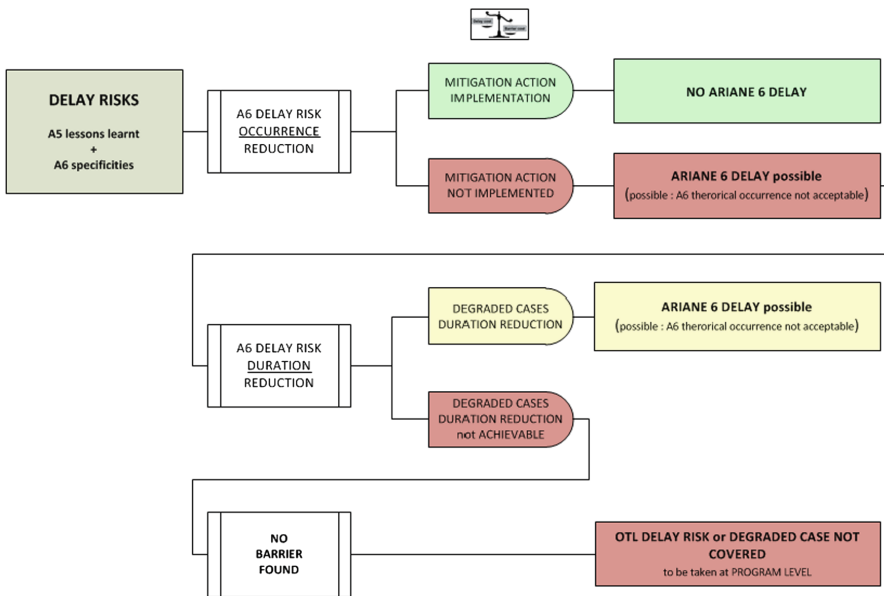 DELAY RISKS
A5 lessons learnt
+
A6 specificities
A6 DELAY RISK
OCCURRENCE
REDUCTION
MITIGATION ACTION
IMPLEMENTATION
NO ARIANE 6 DELAY
MITIGATION ACTION
NOT IMPLEMENTED
ARIANE 6 DELAY possible
(possible : A6 therorical occurrence not acceptable)
A6 DELAY RISK
DURATION
REDUCTION
DEGRADED CASES
DURATION REDUCTION
ARIANE 6 DELAY possible
(possible : A6 therorical occurrence not acceptable)
DEGRADED CASES
DURATION REDUCTION
not ACHIEVABLE
NO
BARRIER
FOUND
OTL DELAY RISK or DEGRADED CASE NOT
COVERED
to be taken at PROGRAM LEVEL